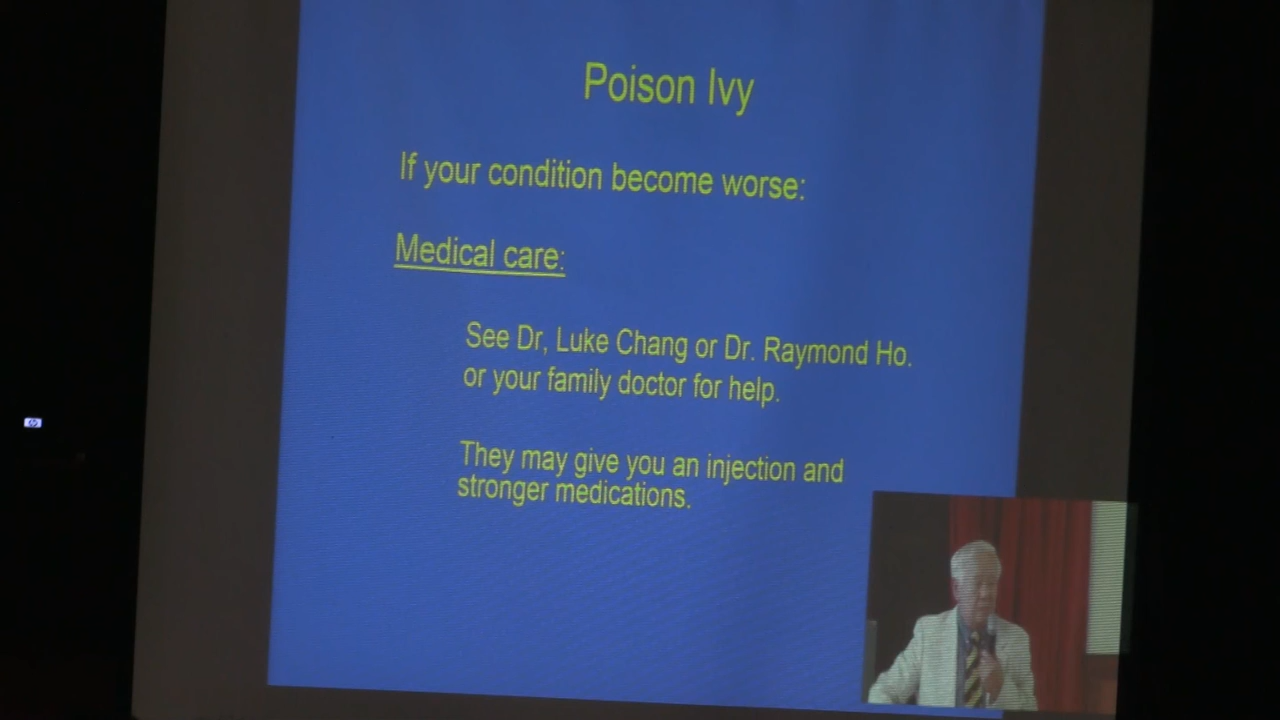 Poison Ivy
If your condition become worse:
Medical care:
See Dr, Luke Chang or Dr. Raymond Ho.
or your family doctor for help.
They may give you an injection and
stronger medications.
hp